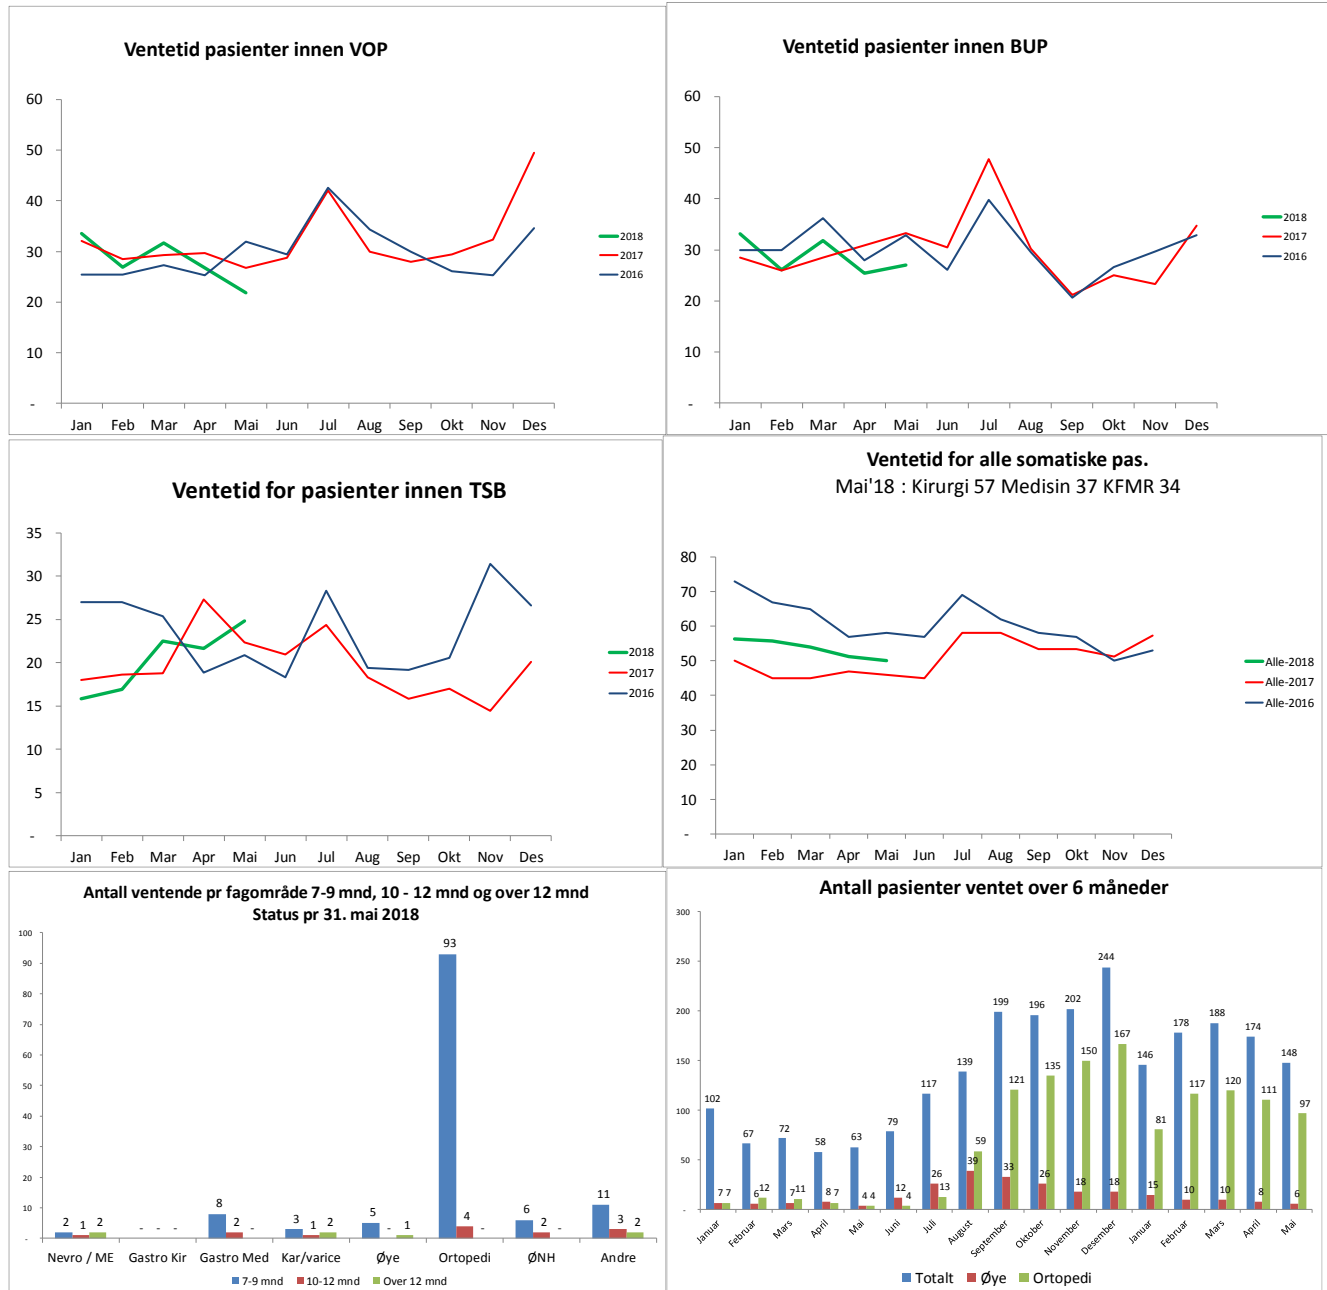 Ventetid pasienter innen VOP
60
50
40
30
20
10
-
Jan Feb Mar Apr Mai Jun Jul Aug Sep Okt Nov Des
2018
2017
2016
Ventetid pasienter innen BUP
60
50
40
30
20
10
-
Jan Feb Mar Apr Mai Jun Jul Aug Sep Okt Nov Des
2018
2017
2016
Ventetid for pasienter innen TSB
35
30
25
20
15
10
5
-
Jan Feb Mar Apr Mai Jun Jul Aug Sep Okt Nov Des
2018
2017
2016
Ventetid for alle somatiske pas.
Mai'18 : Kirurgi 57 Medisin 37 KFMR 34
80
70
60
50
40
30
20
10
-
Jan Feb Mar Apr Mai Jun Jul Aug Sep Okt Nov Des
Alle-2018
Alle-2017
Alle-2016
Antall ventende pr fagområde 7-9 mnd, 10 - 12 mnd og over 12 mnd
Status pr 31. mai 2018
100
90
80
70
60
50
40
30
20
10
-
2 1 2 - - - 8 2 - 3 1 2 5 - 1 93 4 - 6 2 - 11 3 2
Nevro / ME Gastro Kir Gastro Med Kar/varice Øye Ortopedi ØNH Andre
7-9 mnd 10-12 mnd Over 12 mnd
Antall pasienter ventet over 6 måneder
300
250
200
150
100
50
-
102 7 7 67 6 12 72 7 11 58 8 7 63 4 4 79 12 4 117 26 13 139 39 59 199 33 121 196 26 135 202 18 150 244 18 167 146 15 81 178 10 117 188 10 120 174 8 111 148 6 97
Januar Februar Mars April Mai Juni Juli August September Oktober November Desember Januar Februar Mars April Mai
Totalt Øye Ortopedi